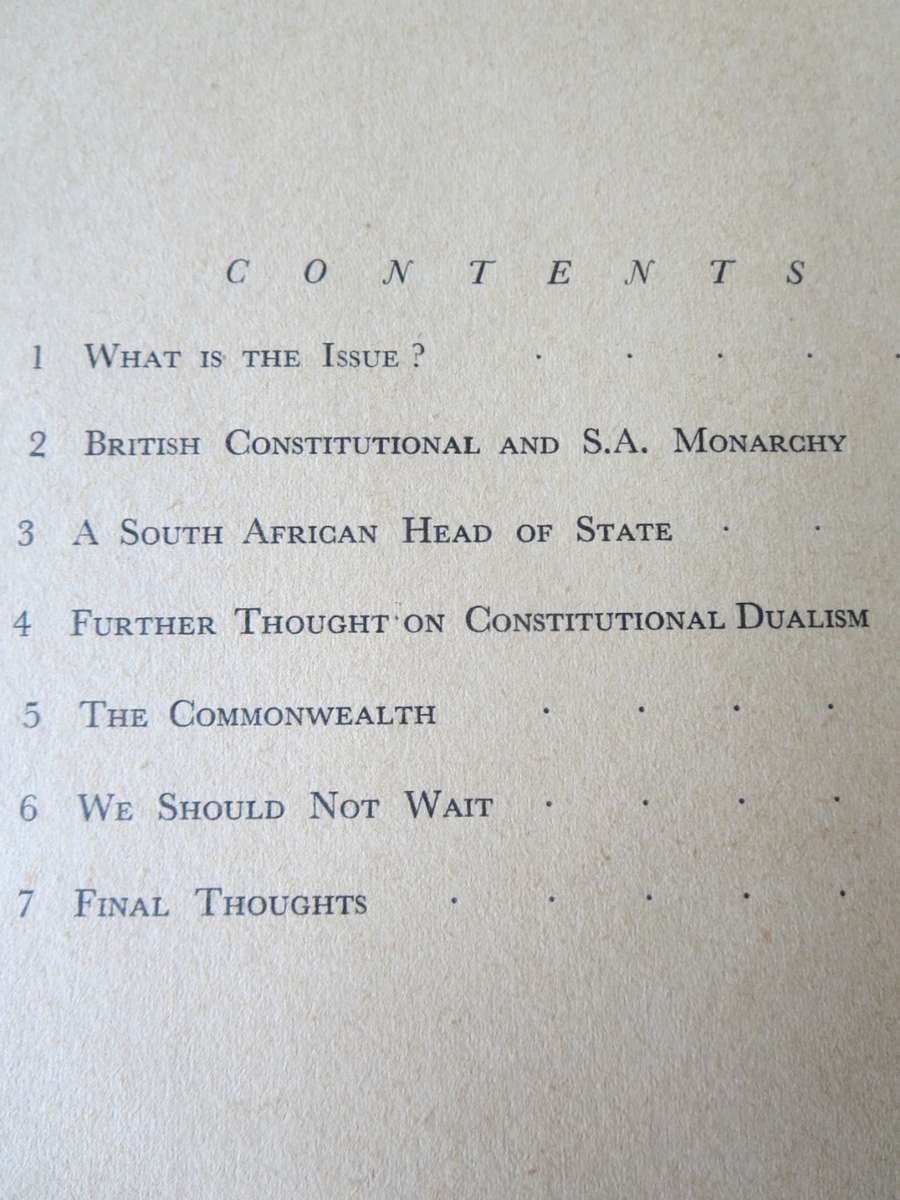 CONTENTS
1 What is the Issue? . . . . .
2 British Constitutional and S.A. Monarchy
3 A South African Head of State . .
4 Further Thought on Constitutional Dualism
5 The Commonwealth . . . .
6 We Should Not Wait . . . .
7 Final Thoughts . . . . .